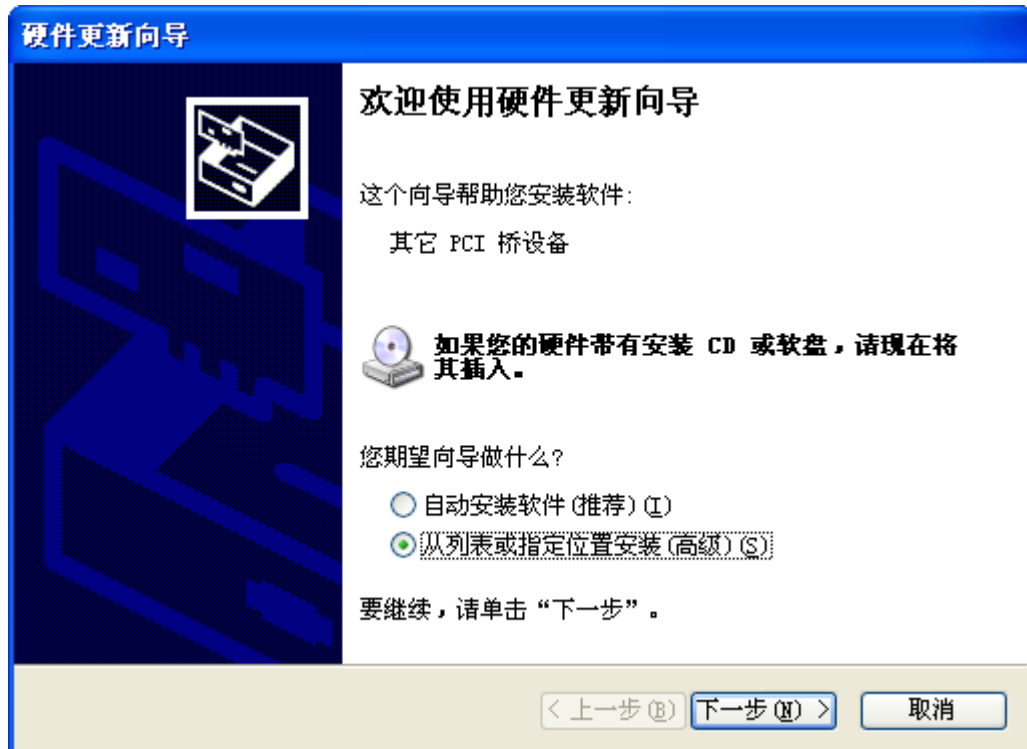 硬件更新向导
欢迎使用硬件更新向导
这个向导帮助您安装软件:
其它 PCI 桥设备
如果您的硬件带有安装 CD 或软盘，请现在将
其插入。
您期望向导做什么?
自动安装软件(推荐)(I)
从列表或指定位置安装(高级)(S)
要继续，请单击“下一步”。
< 上一步(B) 下一步(N) > 取消